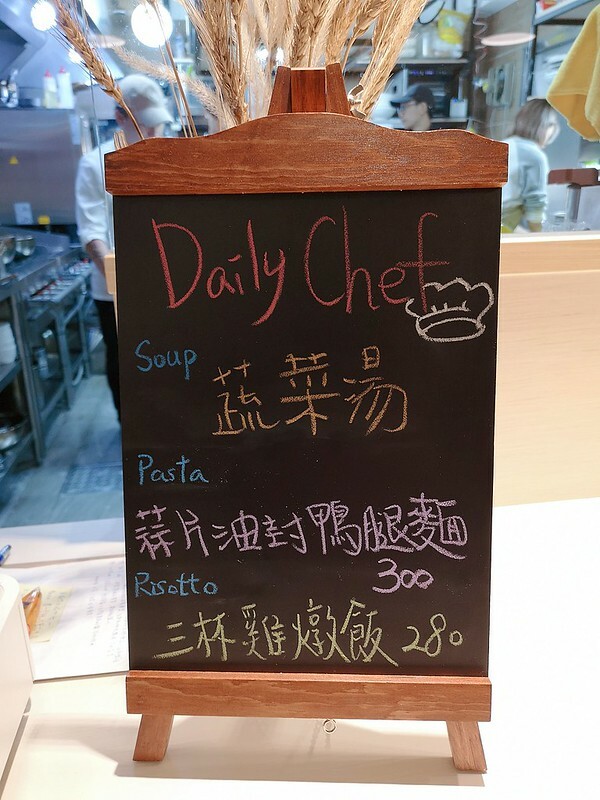 Daily Chef
Soup
蔬菜湯
Pasta
蒜片油封鴨腿麵
300
Risotto
三杯雞燉飯 280